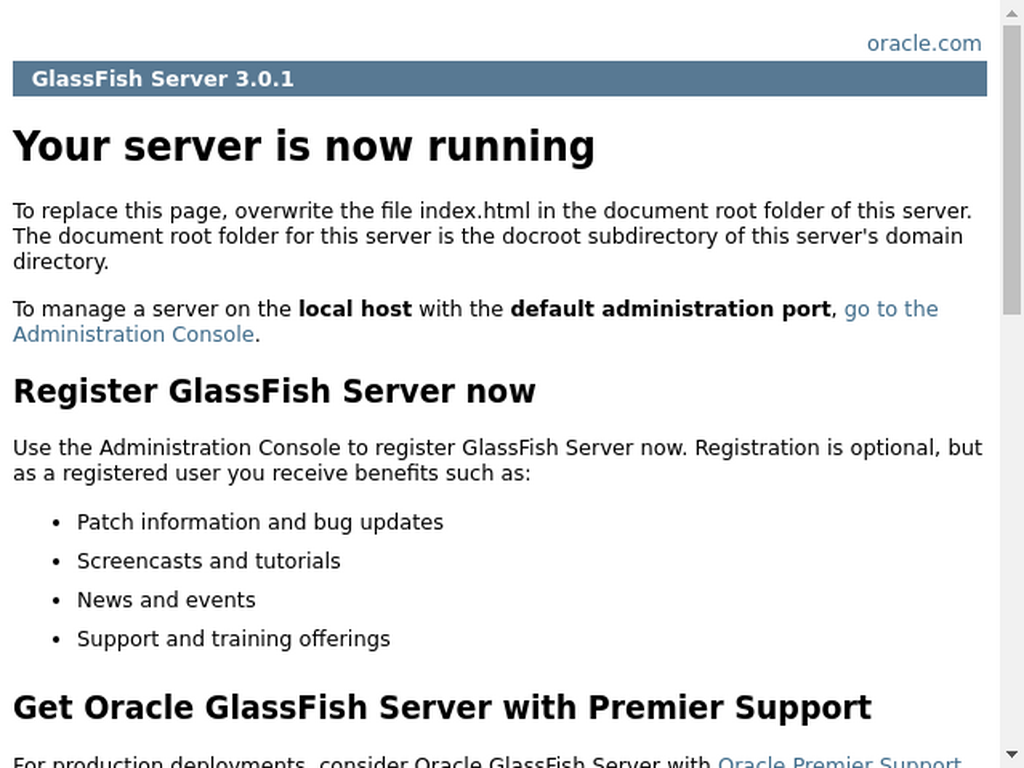 oracle.com
GlassFish Server 3.0.1
Your server is now running
To replace this page, overwrite the file index.html in the document root folder of this server.
The document root folder for this server is the docroot subdirectory of this server's domain
directory.
To manage a server on the local host with the default administration port, go to the
Administration Console.
Register GlassFish Server now
Use the Administration Console to register GlassFish Server now. Registration is optional, but
as a registered user you receive benefits such as:
• Patch information and bug updates
• Screencasts and tutorials
• News and events
• Support and training offerings
Get Oracle GlassFish Server with Premier Support
For production deployments, consider Oracle GlassFish Server with Oracle Premier Support